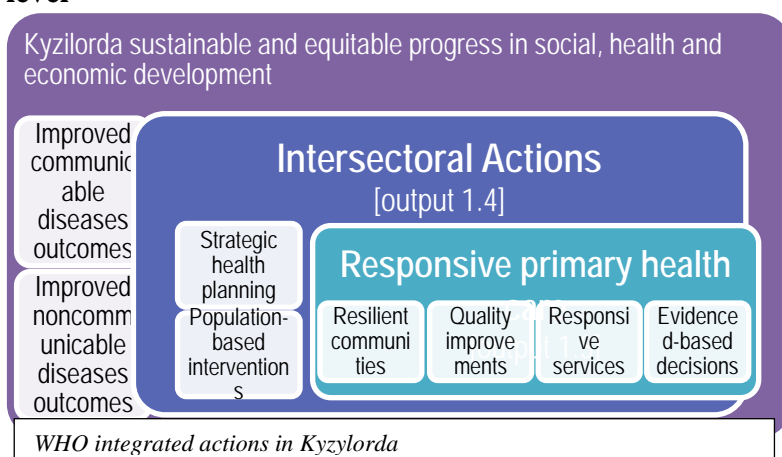 level
Kyzilorda sustainable and equitable progress in social, health and
economic development
Improved
communic
able
diseases
outcomes
Improved
noncomm
unicable
diseases
outcomes
Intersectoral Actions
[output 1.4]
Strategic
health
planning
Population-
based
intervention
s
Responsive primary health
Resilient
communi
ties
Quality
improve
ments
Responsi
ve
services
Evidence
d-based
decisions
WHO integrated actions in Kyzylorda